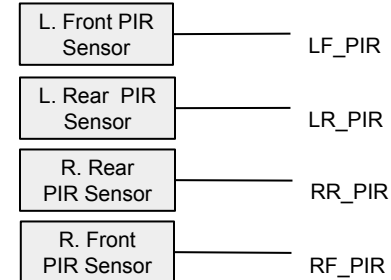 L. Front PIR
Sensor
LF_PIR
L. Rear PIR
Sensor
LR_PIR
R. Rear
PIR Sensor
RR_PIR
R. Front
PIR Sensor
RF_PIR